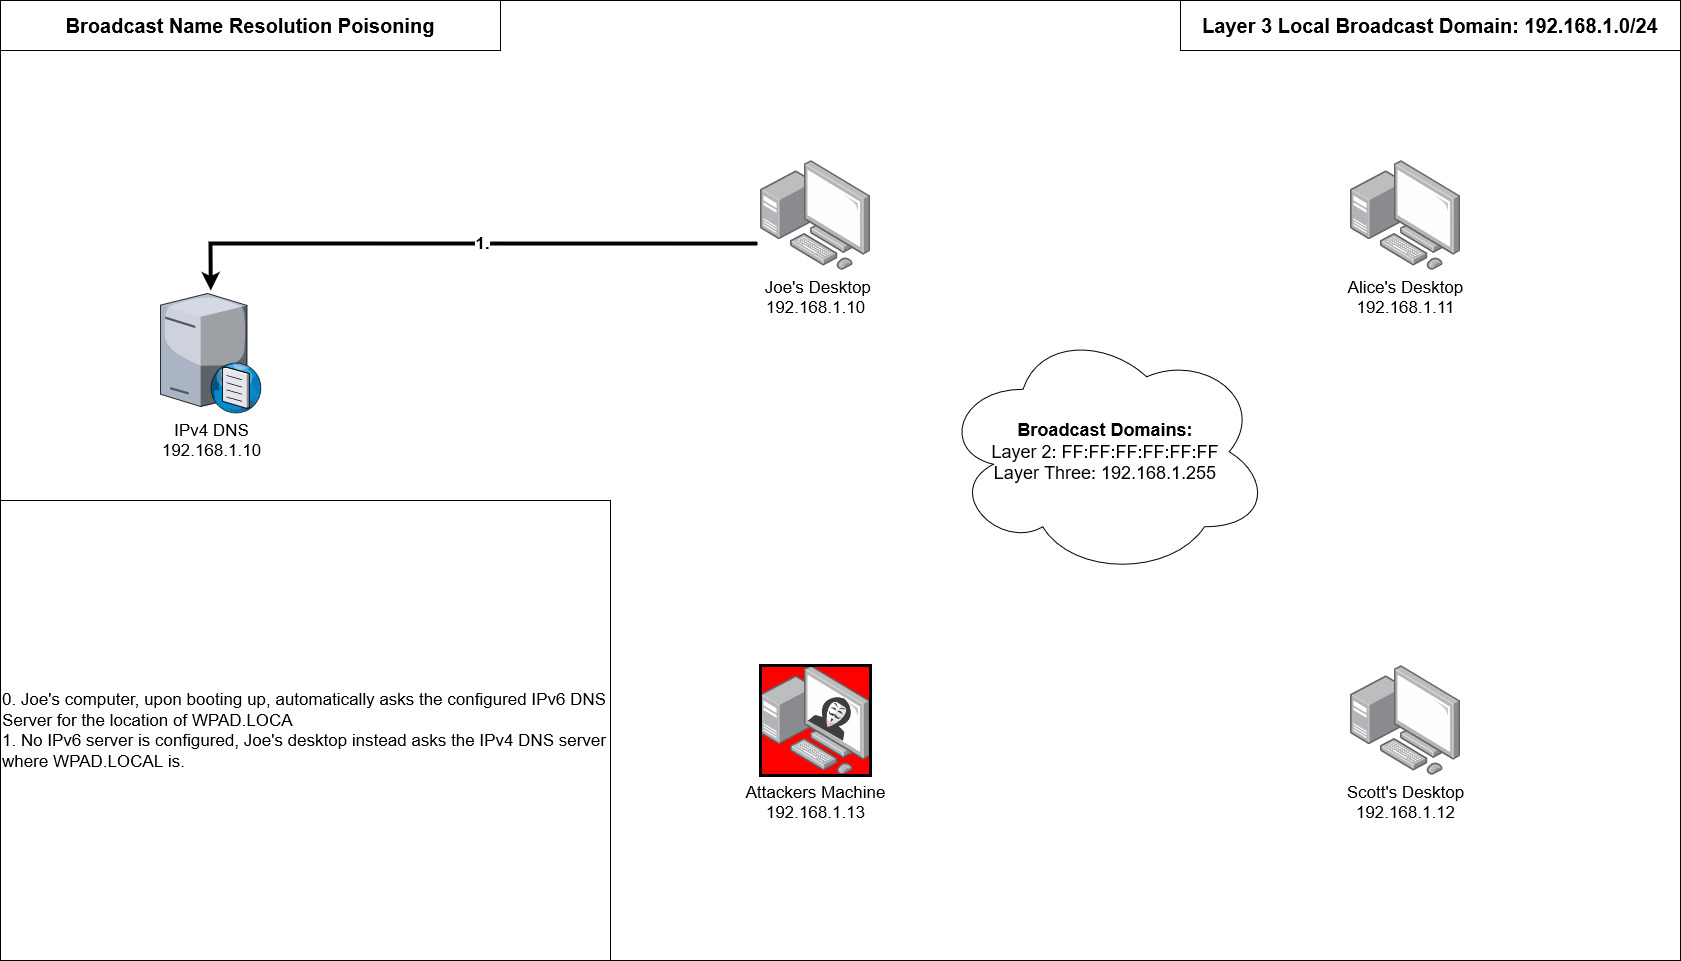 Broadcast Name Resolution Poisoning
Layer 3 Local Broadcast Domain: 192.168.1.0/24
1.
Joe's Desktop
192.168.1.10
Alice's Desktop
192.168.1.11
IPv4 DNS
192.168.1.10
Broadcast Domains:
Layer 2: FF:FF:FF:FF:FF:FF
Layer Three: 192.168.1.255
0. Joe's computer, upon booting up, automatically asks the configured IPv6 DNS
Server for the location of WPAD.LOCA
1. No IPv6 server is configured, Joe's desktop instead asks the IPv4 DNS server
where WPAD.LOCAL is.
Attackers Machine
192.168.1.13
Scott's Desktop
192.168.1.12